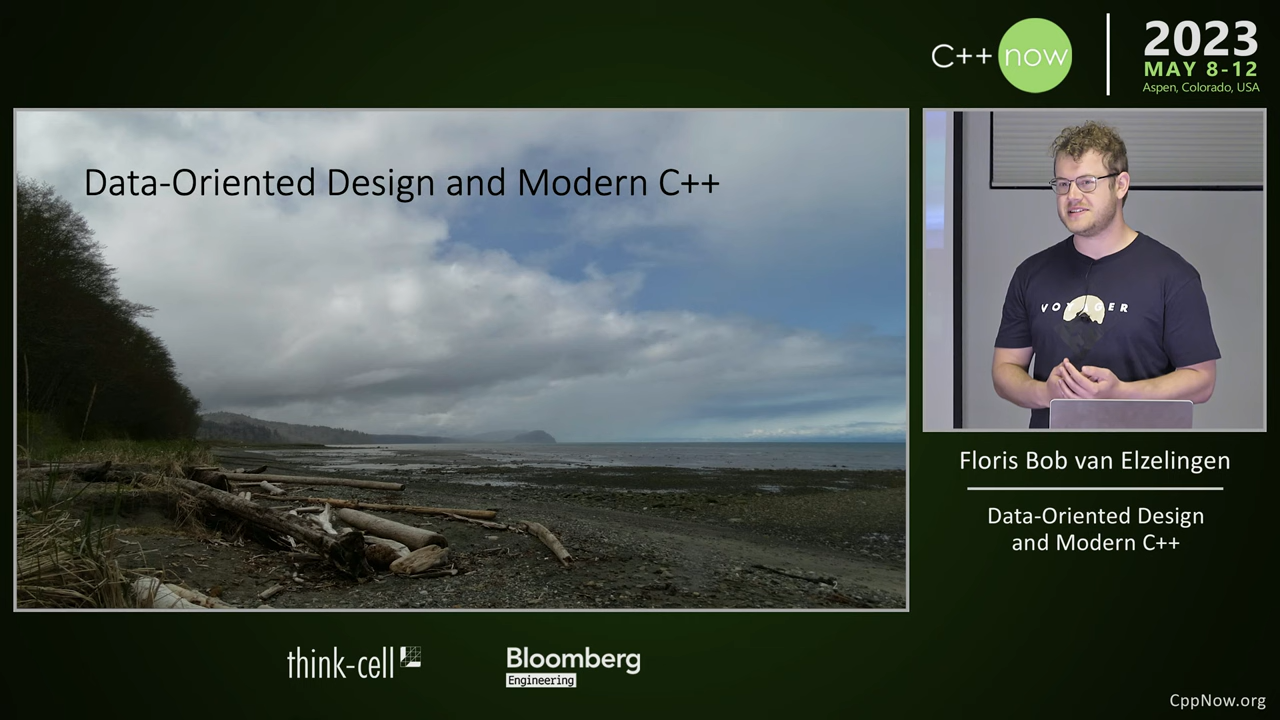 C++ now
2023
MAY 8-12
Aspen, Colorado, USA
Data-Oriented Design and Modern C++
VOYAGER
Floris Bob van Elzelingen
Data-Oriented Design
and Modern C++
think-cell
Bloomberg
Engineering
CppNow.org